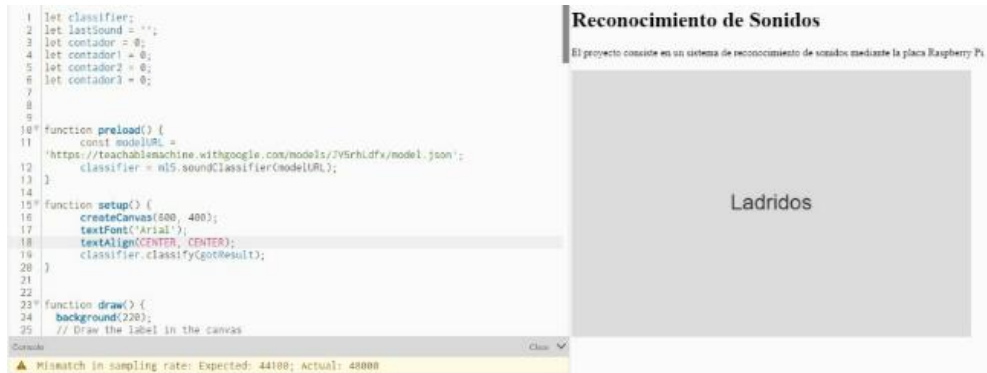 1 let classifier;
2 let lastSound = '';
3 let contador = 0;
4 let contador1 = 0;
5 let contador2 = 0;
6 let contador3 = 0;
7
8
9
10 function preload() {
11 const modelURL =
'https://teachablemachine.withgoogle.com/models/JYSrhLdfx/model.json';
12 classifier = ml5.soundClassifier(modelURL);
13 }
14
15 function setup() {
16 createCanvas(600, 400);
17 textFont('Arial');
18 textAlign(CENTER, CENTER);
19 classifier.classify(gotResult);
20 }
21
22
23 function draw() {
24 background(220);
25 // Draw the label in the canvas
Console Clear
Mismatch in sampling rate: Expected: 44100; Actual: 48000
Reconocimiento de Sonidos
El proyecto consiste en un sistema de reconocimiento de sonidos mediante la placa Raspberry Pi
Ladridos